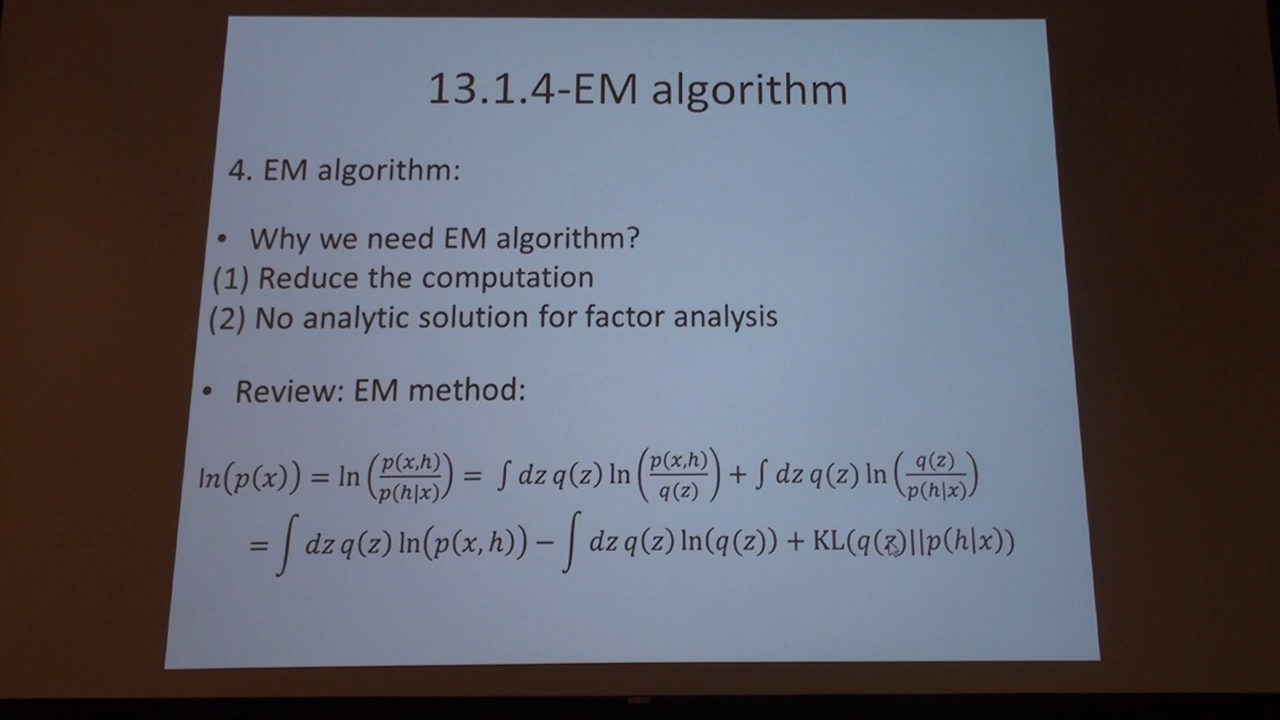 13.1.4-EM algorithm
4. EM algorithm:
• Why we need EM algorithm?
(1) Reduce the computation
(2) No analytic solution for factor analysis
• Review: EM method:
ln(p(x)) = ln(p(x,h)/p(h|x)) = ∫ dz q(z) ln(p(x,h)/q(z)) + ∫ dz q(z) ln(q(z)/p(h|x))
= ∫ dz q(z) ln(p(x, h)) − ∫ dz q(z) ln(q(z)) + KL(q(z)||p(h|x))